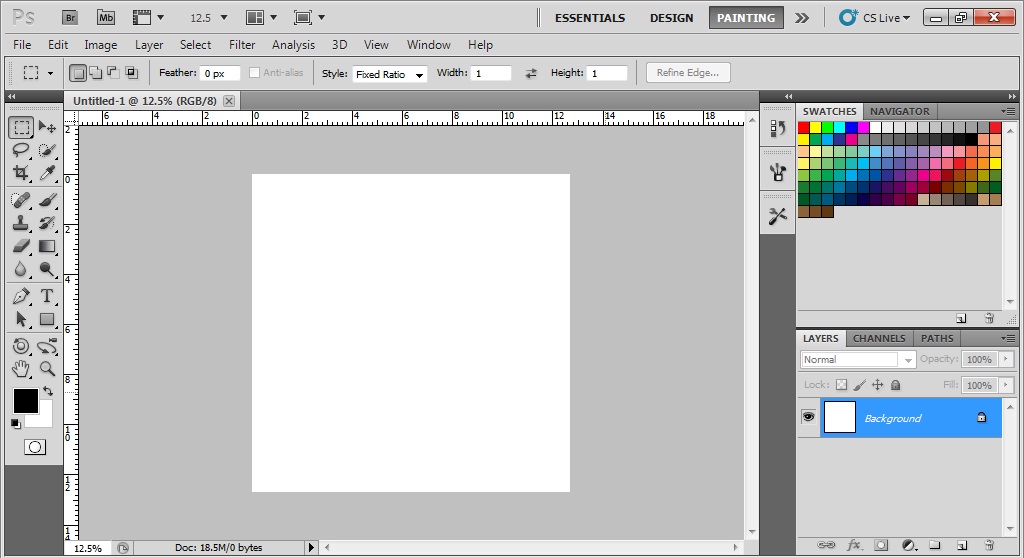 Ps Br Mb 12.5 ESSENTIALS DESIGN PAINTING CS Live
File Edit Image Layer Select Filter Analysis 3D View Window Help
Feather: 0 px Anti-alias Style: Fixed Ratio Width: 1 Height: 1 Refine Edge...
Untitled-1 @ 12.5% (RGB/8)
6 4 2 0 2 4 6 8 10 12 14 16 18
2
0
2
4
6
8
10
12
14
T
SWATCHES NAVIGATOR
LAYERS CHANNELS PATHS
Normal Opacity: 100%
Lock: Fill: 100%
Background
fx
12.5% Doc: 18.5M/0 bytes